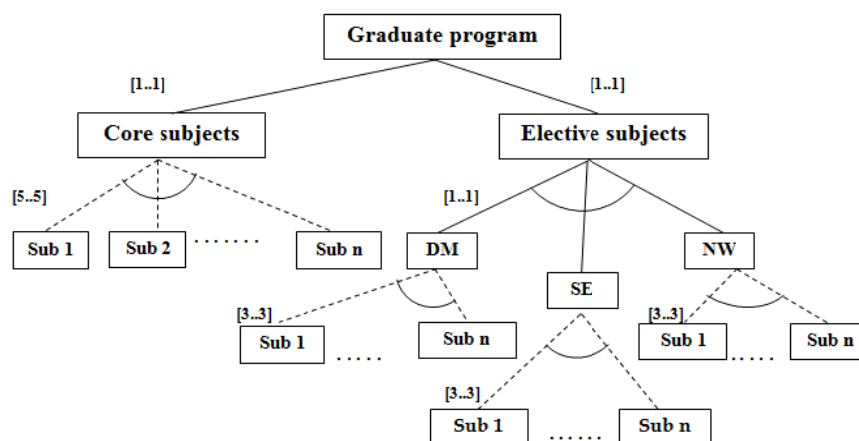 Graduate program
[1..1]
[1..1]
Core subjects
Elective subjects
[5..5]
[1..1]
Sub 1
Sub 2
.......
Sub n
DM
NW
SE
[3..3]
[3..3]
Sub 1
.....
Sub n
Sub 1
.....
Sub n
[3..3]
Sub 1
......
Sub n